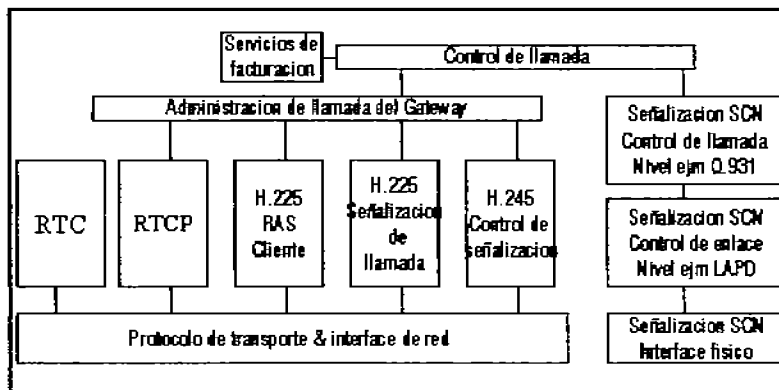 Servicios de
facturacion
Control de llamada
Administracion de llamada del Gateway
Señalizacion SCN
Control de llamada
Nivel ejm Q.931
RTC
RTCP
H.225
RAS
Cliente
H.225
Señalizacion
de
llamada
H.245
Control de
señalizacion
Señalizacion SCN
Control de enlace
Nivel ejm LAPD
Protocolo de transporte & interface de red
Señalizacion SCN
Interface fisico